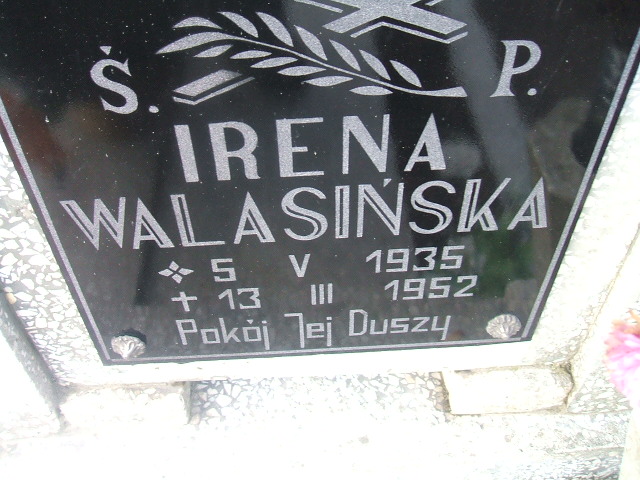 Ś. P.
IRENA
WALASIŃSKA
5 V 1935
✝ 13 III 1952
Pokój Jej Duszy